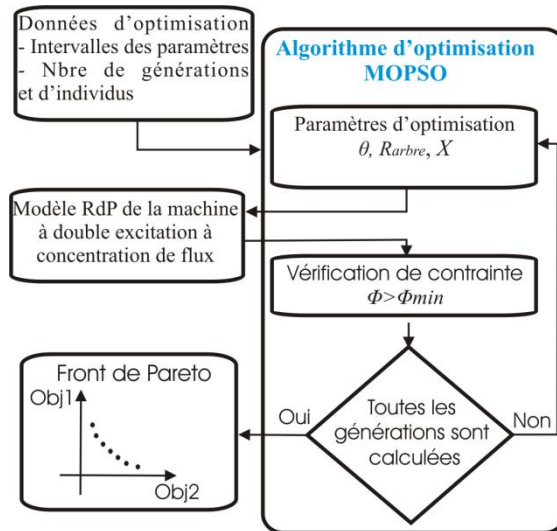 Données d'optimisation
- Intervalles des paramètres
- Nbre de générations
et d'individus
Algorithme d'optimisation
MOPSO
Paramètres d'optimisation
θ, Rarbre, X
Modèle RdP de la machine
à double excitation à
concentration de flux
Vérification de contrainte
Φ>Φmin
Toutes les
générations sont
calculées
Oui
Non
Front de Pareto
Obj1
Obj2